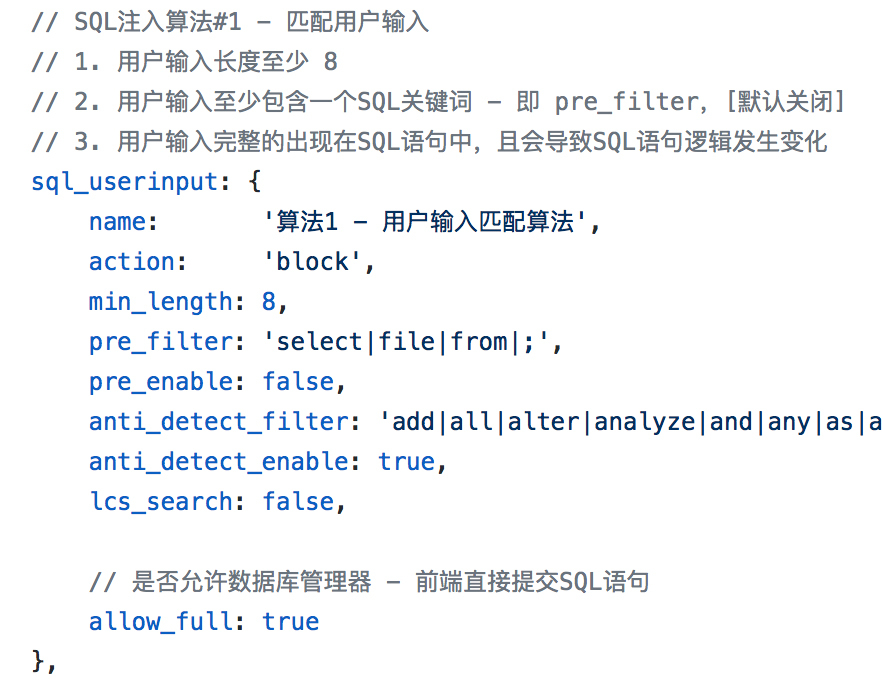 // SQL注入算法#1 - 匹配用户输入
// 1. 用户输入长度至少 8
// 2. 用户输入至少包含一个SQL关键词 - 即 pre_filter，[默认关闭]
// 3. 用户输入完整的出现在SQL语句中，且会导致SQL语句逻辑发生变化
sql_userinput: {
    name:       '算法1 - 用户输入匹配算法',
    action:     'block',
    min_length: 8,
    pre_filter: 'select|file|from|;',
    pre_enable: false,
    anti_detect_filter: 'add|all|alter|analyze|and|any|as|a
    anti_detect_enable: true,
    lcs_search: false,
    // 是否允许数据库管理器 - 前端直接提交SQL语句
    allow_full: true
},